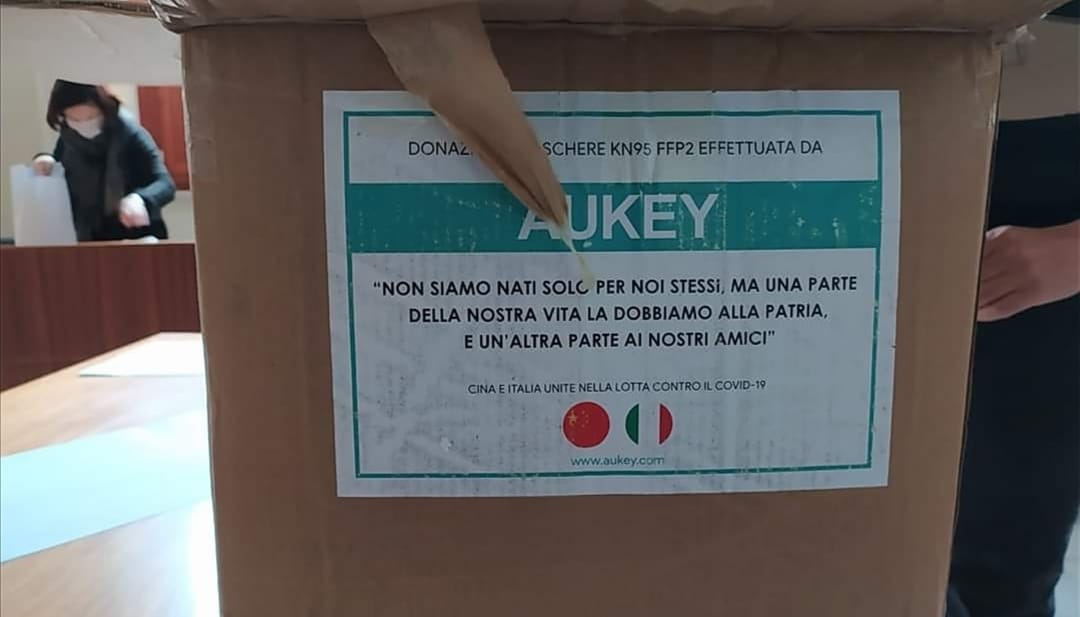 DONAZ SCHERE KN95 FFP2 EFFETTUATA DA
AUKEY
“NON SIAMO NATI SOLO PER NOI STESSI, MA UNA PARTE
DELLA NOSTRA VITA LA DOBBIAMO ALLA PATRIA,
E UN'ALTRA PARTE AI NOSTRI AMICI”
CINA E ITALIA UNITE NELLA LOTTA CONTRO IL COVID-19
www.aukey.com